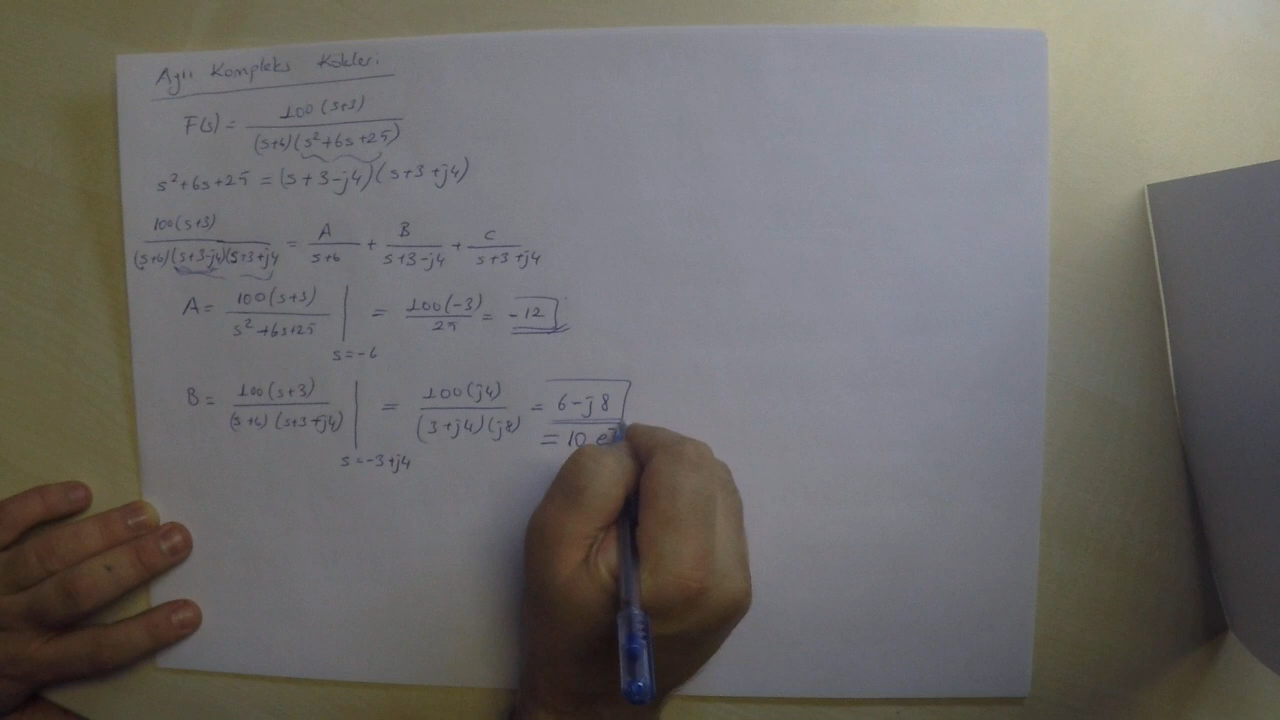 Ayrı Kompleks Kökleri
F(s) = 100(s+3) / (s+6)(s²+6s+25)
s²+6s+25 = (s+3-j4)(s+3+j4)
100(s+3) / (s+6)(s+3-j4)(s+3+j4 = A / s+6 + B / s+3-j4 + C / s+3+j4
A = 100(s+3) / s²+6s+25 | s=-6 = 100(-3) / 25 = -12
B = 100(s+3) / (s+6)(s+3+j4) | s=-3+j4 = 100(j4) / (3+j4)(j8) = 6-j8
= 10 e